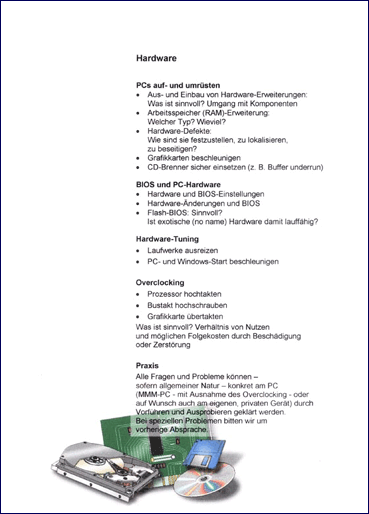 Hardware
PCs auf- und umrüsten
• Aus- und Einbau von Hardware-Erweiterungen:
Was ist sinnvoll? Umgang mit Komponenten
• Arbeitsspeicher (RAM)-Erweiterung:
Welcher Typ? Wieviel?
• Hardware-Defekte:
Wie sind sie festzustellen, zu lokalisieren,
zu beseitigen?
• Grafikkarten beschleunigen
• CD-Brenner sicher einsetzen (z. B. Buffer underrun)
BIOS und PC-Hardware
• Hardware und BIOS-Einstellungen
• Hardware-Änderungen und BIOS
• Flash-BIOS: Sinnvoll?
Ist exotische (no name) Hardware damit lauffähig?
Hardware-Tuning
• Laufwerke ausreizen
• PC- und Windows-Start beschleunigen
Overclocking
• Prozessor hochtakten
• Bustakt hochschrauben
• Grafikkarte übertakten
Was ist sinnvoll? Verhältnis von Nutzen
und möglichen Folgekosten durch Beschädigung
oder Zerstörung
Praxis
Alle Fragen und Probleme können –
sofern allgemeiner Natur – konkret am PC
(MMM-PC - mit Ausnahme des Overclocking - oder
auf Wunsch auch am eigenen, privaten Gerät) durch
Vorführen und Ausprobieren geklärt werden.
Bei speziellen Problemen bitten wir um
vorherige Absprache.